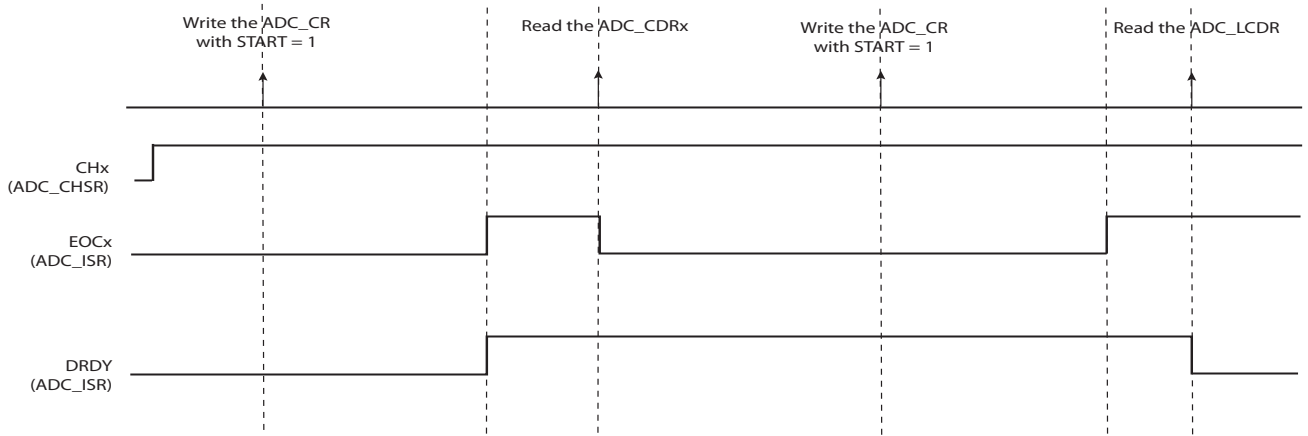 Write the ADC_CR
with START = 1
Read the ADC_CDRx
Write the ADC_CR
with START = 1
Read the ADC_LCDR
CHx
(ADC_CHSR)
EOCx
(ADC_ISR)
DRDY
(ADC_ISR)